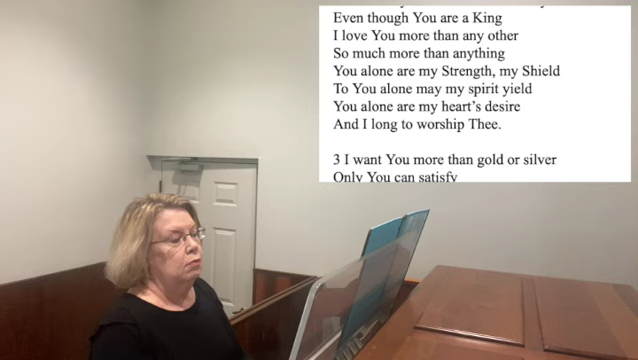 Even though You are a King
I love You more than any other
So much more than anything
You alone are my Strength, my Shield
To You alone may my spirit yield
You alone are my heart's desire
And I long to worship Thee.
3 I want You more than gold or silver
Only You can satisfy